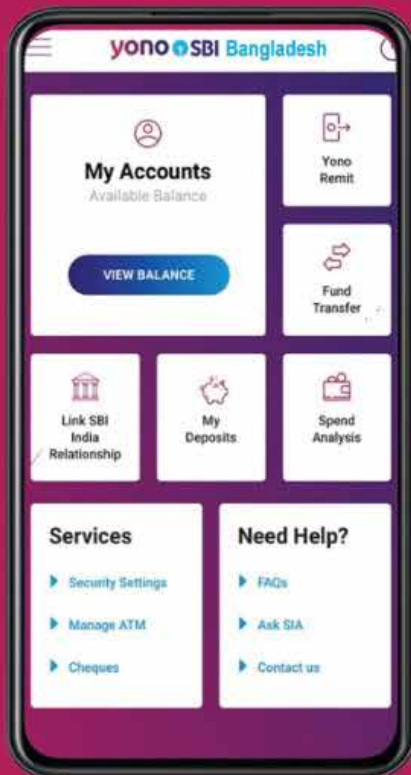 yono SBI Bangladesh
My Accounts
Available Balance
VIEW BALANCE
Yono
Remit
Fund
Transfer
Link SBI
India
Relationship
My
Deposits
Spend
Analysis
Services
Security Settings
Manage ATM
Cheques
Need Help?
FAQs
Ask SIA
Contact us